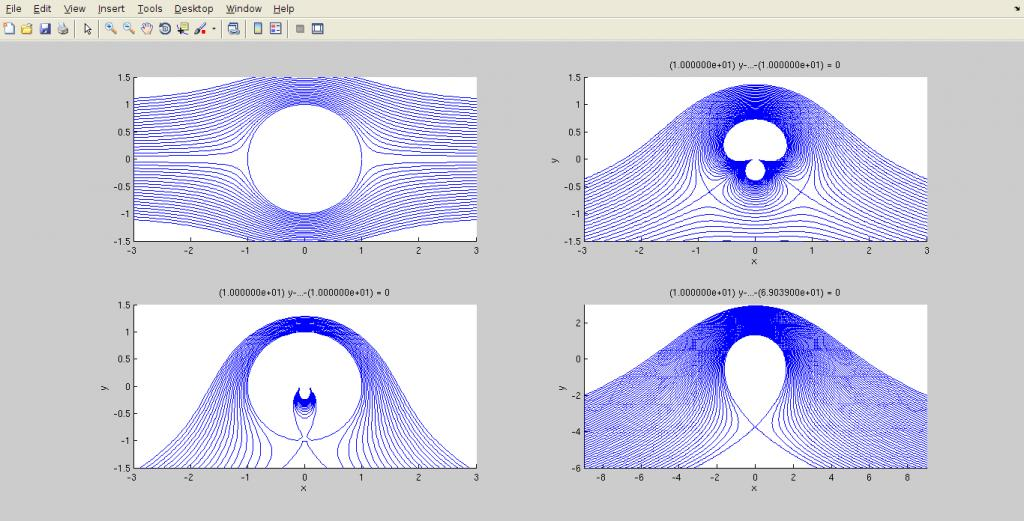 File Edit View Insert Tools Desktop Window Help
1.5
1
0.5
0
-0.5
-1
-1.5
-3 -2 -1 0 1 2 3
(1.000000e+01) y-...-(1.000000e+01) = 0
1.5
1
0.5
0
-0.5
-1
-1.5
y
-3 -2 -1 0 1 2 3
x
(1.000000e+01) y-...-(1.000000e+01) = 0
1.5
1
0.5
0
-0.5
-1
-1.5
y
-3 -2 -1 0 1 2 3
x
(1.000000e+01) y-...-(6.903900e+01) = 0
2
0
-2
-4
-6
y
-8 -6 -4 -2 0 2 4 6 8
x